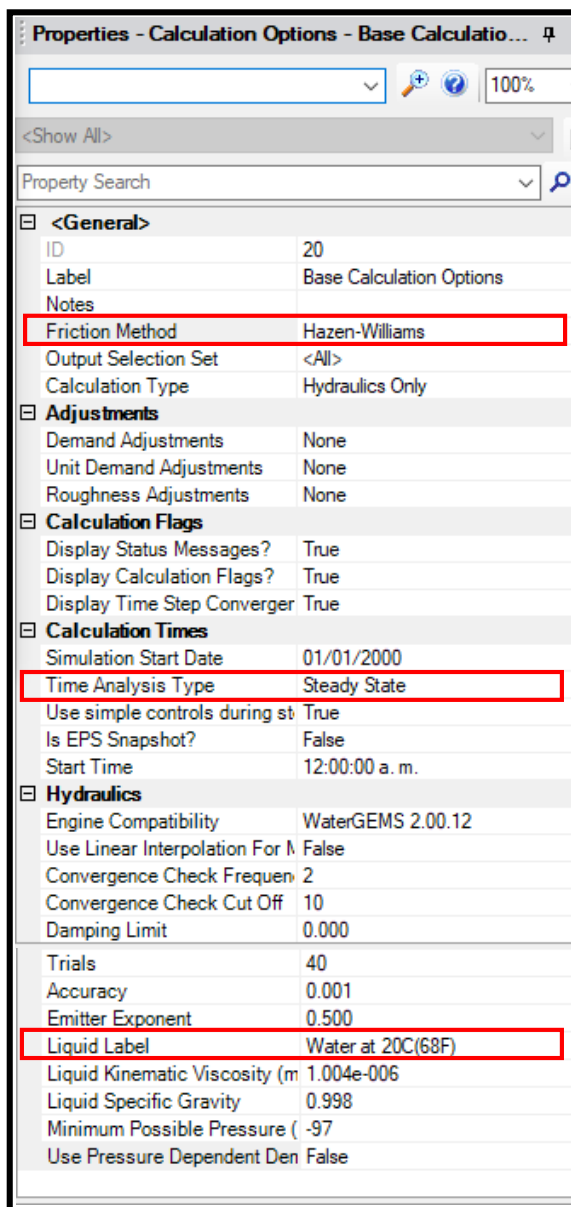 Properties - Calculation Options - Base Calculatio...
100%
<Show All>
Property Search
<General>
ID 20
Label Base Calculation Options
Notes
Friction Method Hazen-Williams
Output Selection Set <All>
Calculation Type Hydraulics Only
Adjustments
Demand Adjustments None
Unit Demand Adjustments None
Roughness Adjustments None
Calculation Flags
Display Status Messages? True
Display Calculation Flags? True
Display Time Step Converger True
Calculation Times
Simulation Start Date 01/01/2000
Time Analysis Type Steady State
Use simple controls during st True
Is EPS Snapshot? False
Start Time 12:00:00 a. m.
Hydraulics
Engine Compatibility WaterGEMS 2.00.12
Use Linear Interpolation For M False
Convergence Check Frequen 2
Convergence Check Cut Off 10
Damping Limit 0.000
Trials 40
Accuracy 0.001
Emitter Exponent 0.500
Liquid Label Water at 20C(68F)
Liquid Kinematic Viscosity (m 1.004e-006
Liquid Specific Gravity 0.998
Minimum Possible Pressure ( -97
Use Pressure Dependent Den False